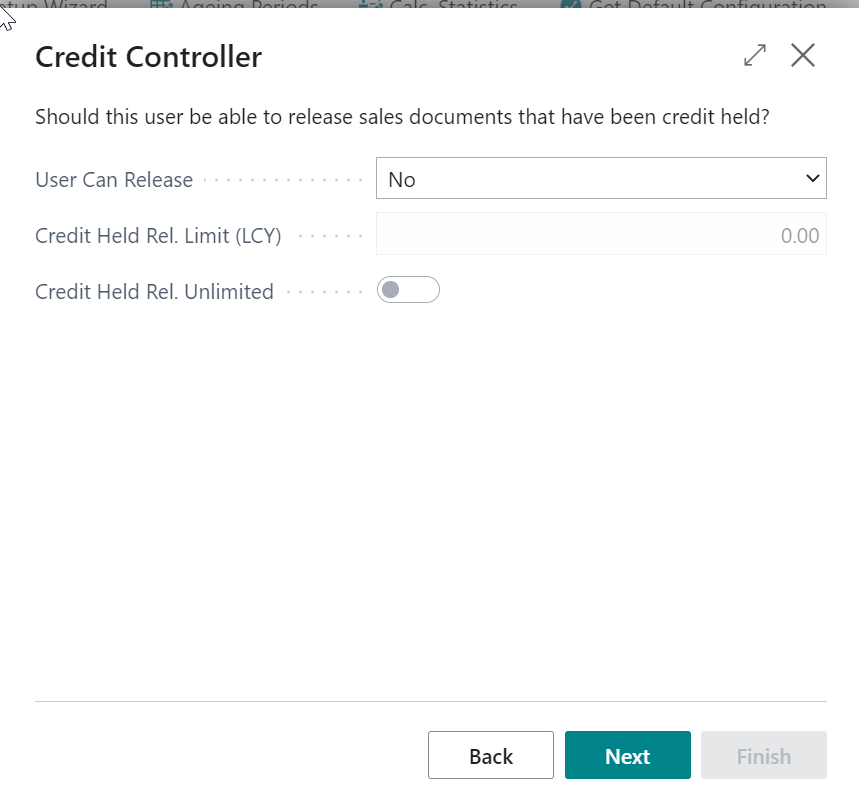 Setup Wizard Ageing Periods Calc. Statistics Get Default Configuration
Credit Controller
Should this user be able to release sales documents that have been credit held?
User Can Release No
Credit Held Rel. Limit (LCY) 0.00
Credit Held Rel. Unlimited
Back Next Finish